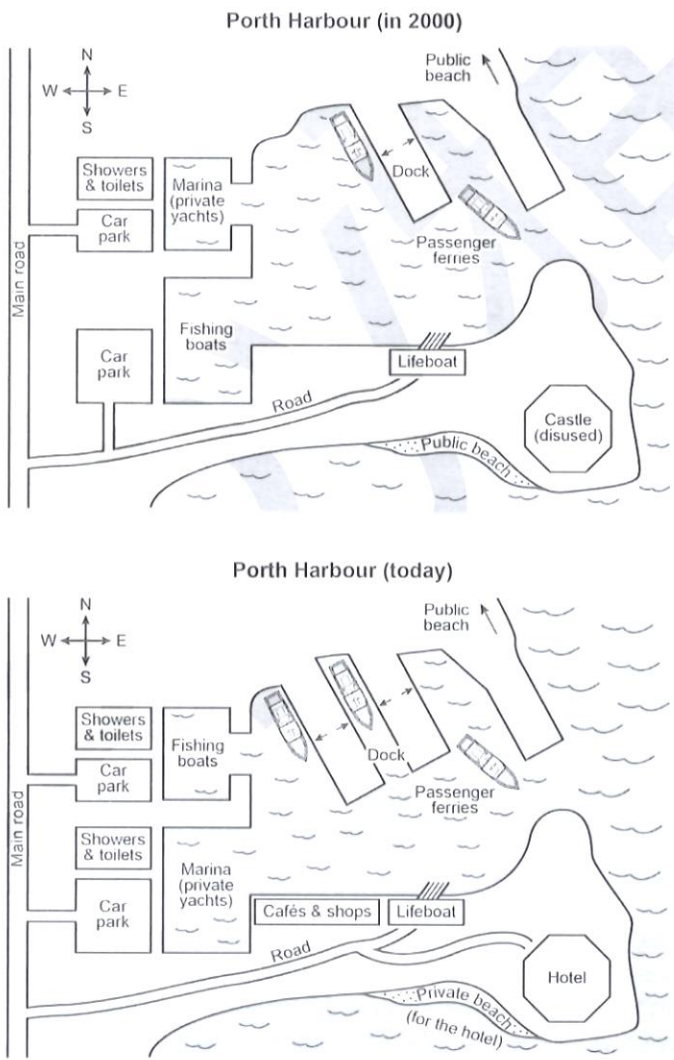 Porth Harbour (in 2000)
N
W E
S
Public
beach
Showers
& toilets
Marina
(private
yachts)
Dock
Car
park
Passenger
ferries
Main road
Fishing
boats
Car
park
Lifeboat
Road
Castle
(disused)
Public beach
Porth Harbour (today)
N
W E
S
Public
beach
Showers
& toilets
Fishing
boats
Dock
Car
park
Passenger
ferries
Main road
Showers
& toilets
Marina
(private
yachts)
Car
park
Cafés & shops
Lifeboat
Road
Hotel
Private beach
(for the hotel)